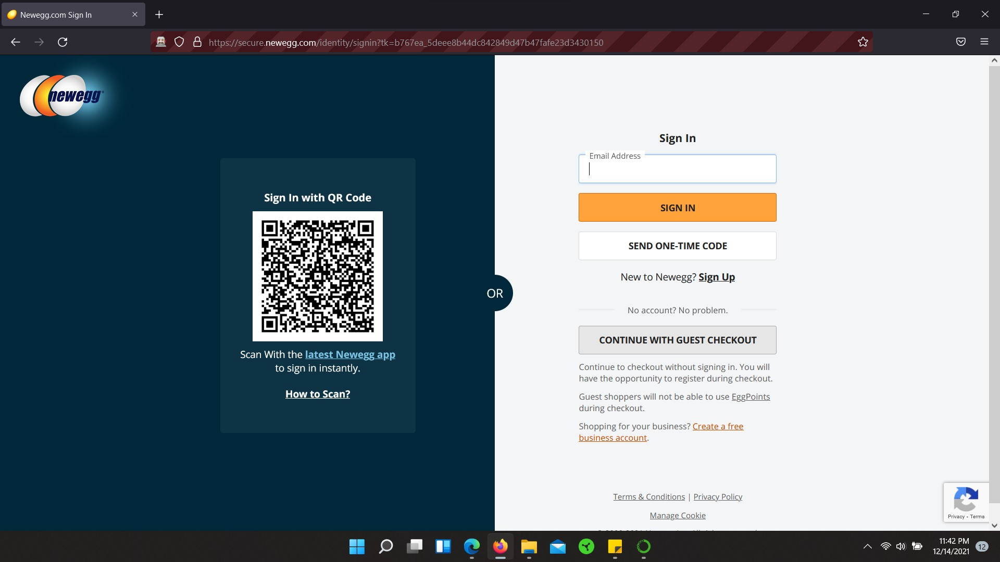 Newegg.com Sign In
https://secure.newegg.com/identity/signin?tk=b767ea_5deee8b44dc842849d47b47fafe23d3430150
newegg
Sign In with QR Code
Scan With the latest Newegg app
to sign in instantly.
How to Scan?
OR
Sign In
Email Address
SIGN IN
SEND ONE-TIME CODE
New to Newegg? Sign Up
No account? No problem.
CONTINUE WITH GUEST CHECKOUT
Continue to checkout without signing in. You will
have the opportunity to register during checkout.
Guest shoppers will not be able to use EggPoints
during checkout.
Shopping for your business? Create a free
business account.
Terms & Conditions | Privacy Policy
Manage Cookie
Privacy - Terms
11:42 PM
12/14/2021
12